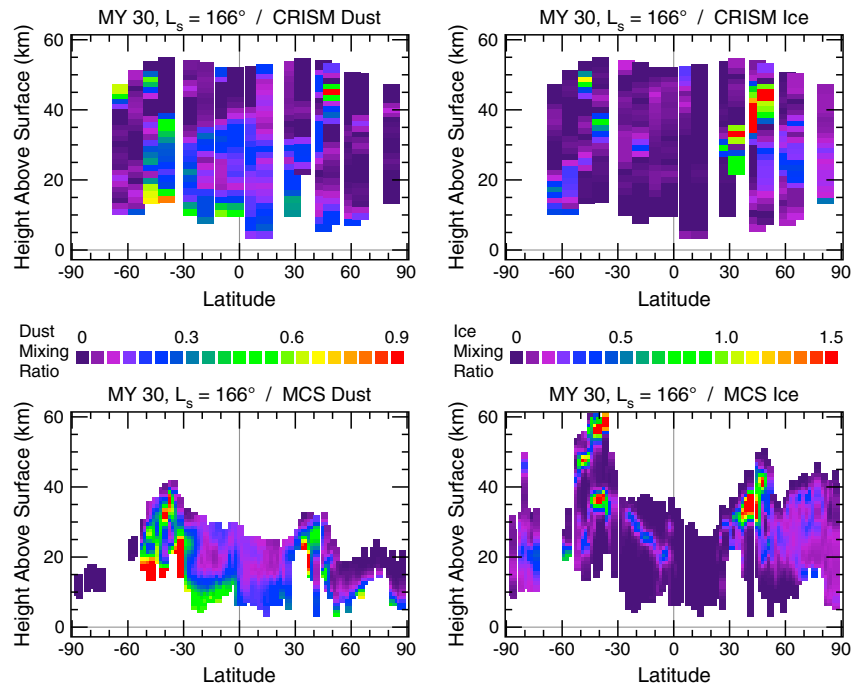 MY 30, Ls = 166° / CRISM Dust
MY 30, Ls = 166° / CRISM Ice
Height Above Surface (km)
60
40
20
0
-90 -60 -30 0 30 60 90
Latitude
Height Above Surface (km)
60
40
20
0
-90 -60 -30 0 30 60 90
Latitude
Dust
Mixing
Ratio
0 0.3 0.6 0.9
Ice
Mixing
Ratio
0 0.5 1.0 1.5
MY 30, Ls = 166° / MCS Dust
MY 30, Ls = 166° / MCS Ice
Height Above Surface (km)
60
40
20
0
-90 -60 -30 0 30 60 90
Latitude
Height Above Surface (km)
60
40
20
0
-90 -60 -30 0 30 60 90
Latitude